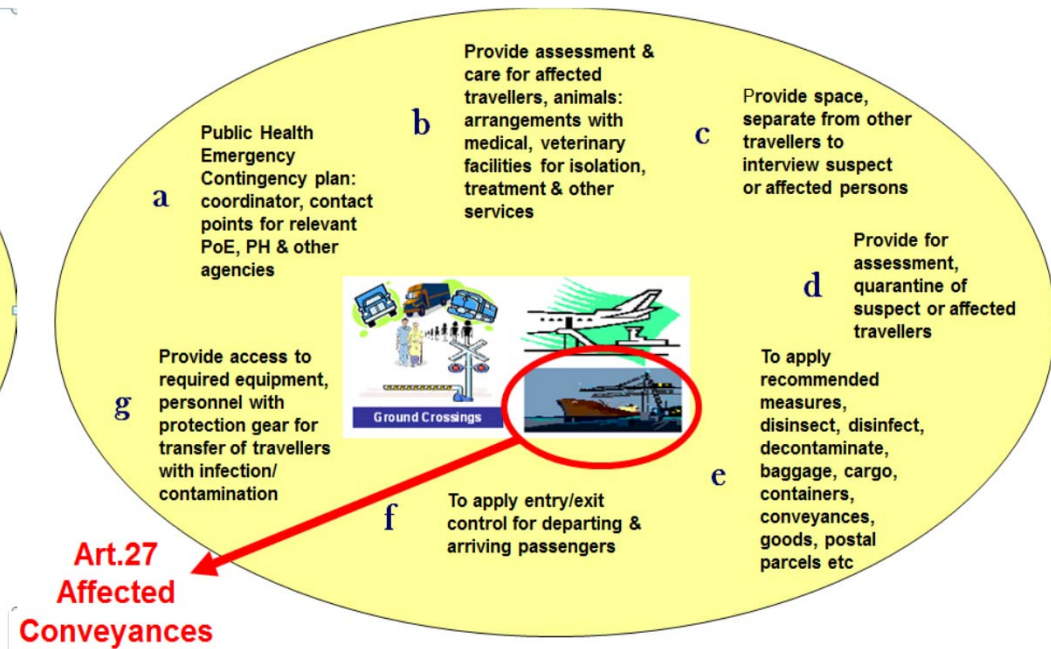 a
Public Health
Emergency
Contingency plan:
coordinator, contact
points for relevant
PoE, PH & other
agencies
b
Provide assessment &
care for affected
travellers, animals:
arrangements with
medical, veterinary
facilities for isolation,
treatment & other
services
c
Provide space,
separate from other
travellers to
interview suspect
or affected persons
d
Provide for
assessment,
quarantine of
suspect or affected
travellers
e
To apply
recommended
measures,
disinsect, disinfect,
decontaminate,
baggage, cargo,
containers,
conveyances,
goods, postal
parcels etc
f
To apply entry/exit
control for departing &
arriving passengers
g
Provide access to
required equipment,
personnel with
protection gear for
transfer of travellers
with infection/
contamination
Ground Crossings
Art.27
Affected
Conveyances